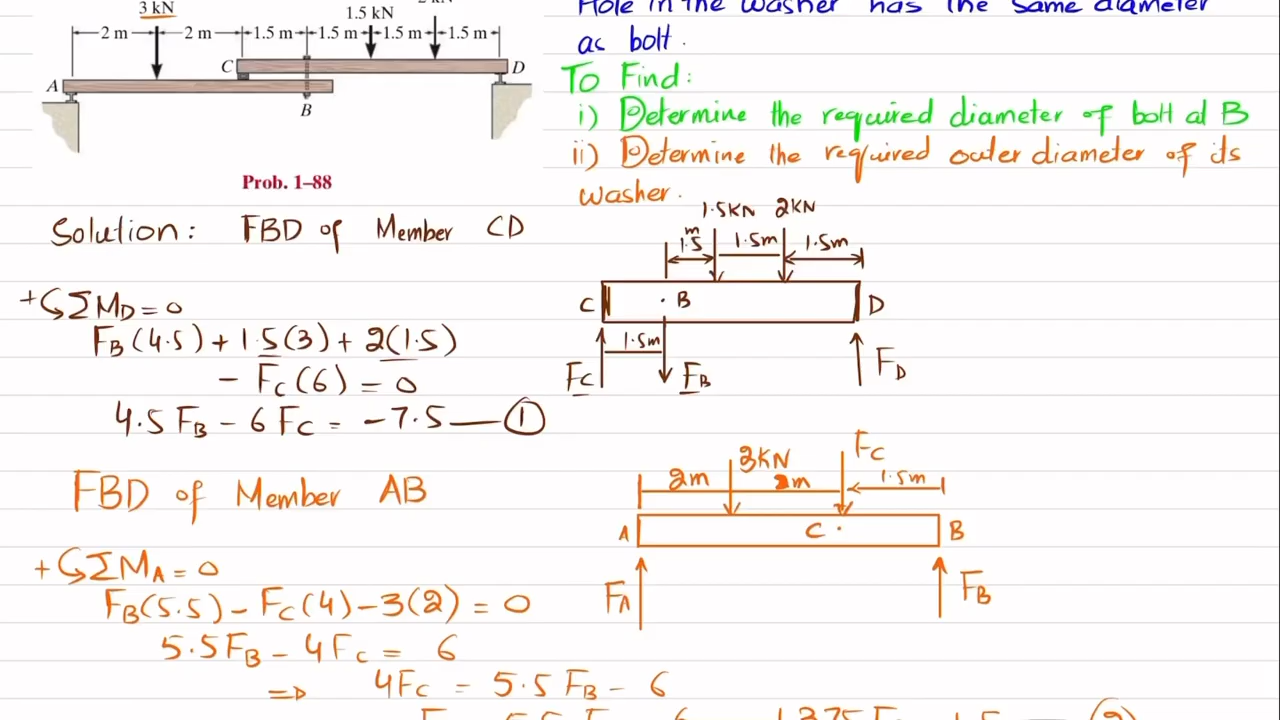 Hole in the washer has the same diameter
as bolt.
To Find:
i) Determine the required diameter of bolt at B
ii) Determine the required outer diameter of its
washer.
3 kN
1.5 kN
2 m
2 m
1.5 m
1.5 m
1.5 m
1.5 m
C
D
A
B
Prob. 1–88
Solution: FBD of Member CD
1.5KN 2KN
m
1.5
1.5m
1.5m
C
B
D
1.5m
FC
FB
FD
+ΣMD = 0
FB(4.5) + 1.5(3) + 2(1.5)
- FC(6) = 0
4.5 FB - 6 FC = -7.5 — ①
FBD of Member AB
2m
3KN
2m
FC
1.5m
A
C
B
FA
FB
+ΣMA = 0
FB(5.5) - FC(4) - 3(2) = 0
5.5FB - 4FC = 6
⇒ 4FC = 5.5 FB - 6